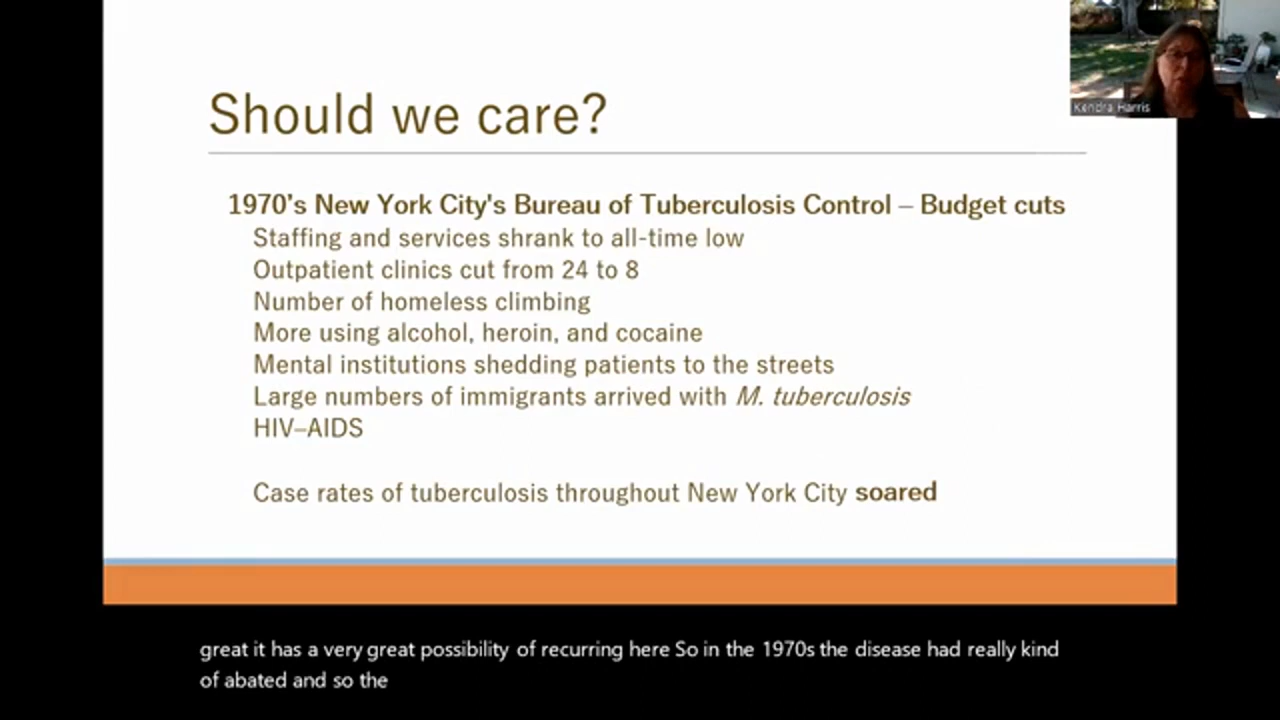 Should we care?
Kendra Harris
1970's New York City's Bureau of Tuberculosis Control – Budget cuts
Staffing and services shrank to all-time low
Outpatient clinics cut from 24 to 8
Number of homeless climbing
More using alcohol, heroin, and cocaine
Mental institutions shedding patients to the streets
Large numbers of immigrants arrived with M. tuberculosis
HIV–AIDS
Case rates of tuberculosis throughout New York City soared
great it has a very great possibility of recurring here So in the 1970s the disease had really kind
of abated and so the